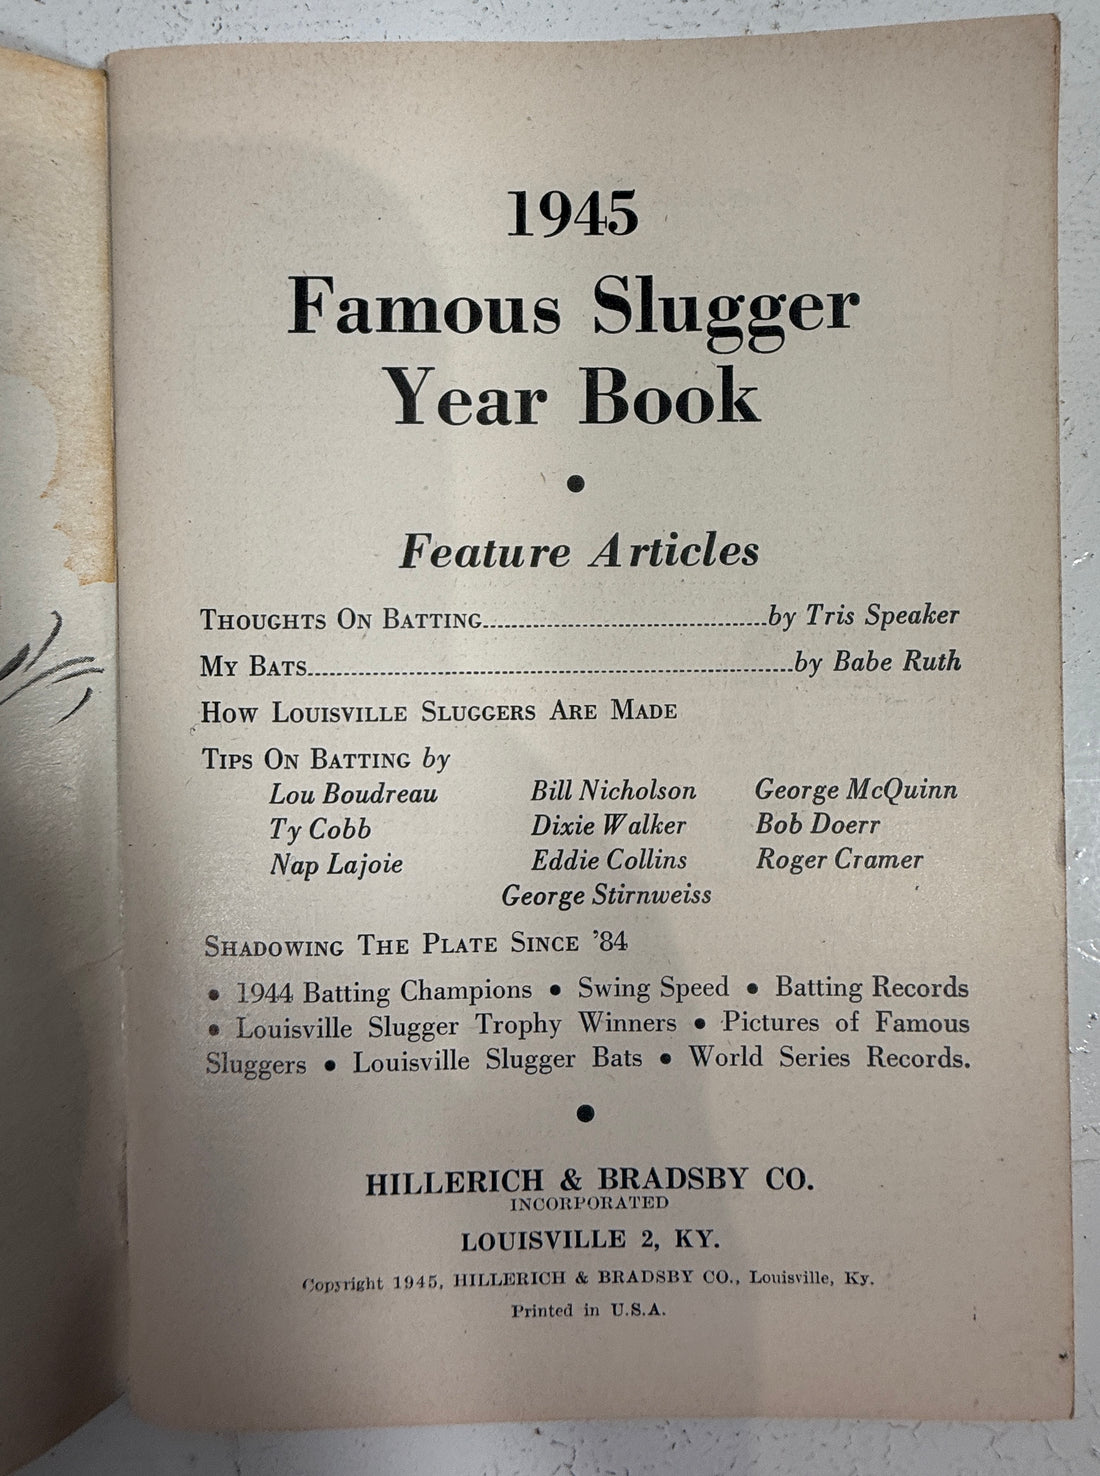 1945
Famous Slugger
Year Book
•
Feature Articles
THOUGHTS ON BATTING........................................by Tris Speaker
MY BATS....................................................................by Babe Ruth
HOW LOUISVILLE SLUGGERS ARE MADE
TIPS ON BATTING by
Lou Boudreau Bill Nicholson George McQuinn
Ty Cobb Dixie Walker Bob Doerr
Nap Lajoie Eddie Collins Roger Cramer
George Stirnweiss
SHADOWING THE PLATE SINCE ’84
• 1944 Batting Champions • Swing Speed • Batting Records
• Louisville Slugger Trophy Winners • Pictures of Famous
Sluggers • Louisville Slugger Bats • World Series Records.
•
HILLERICH & BRADSBY CO.
INCORPORATED
LOUISVILLE 2, KY.
Copyright 1945, HILLERICH & BRADSBY CO., Louisville, Ky.
Printed in U.S.A.